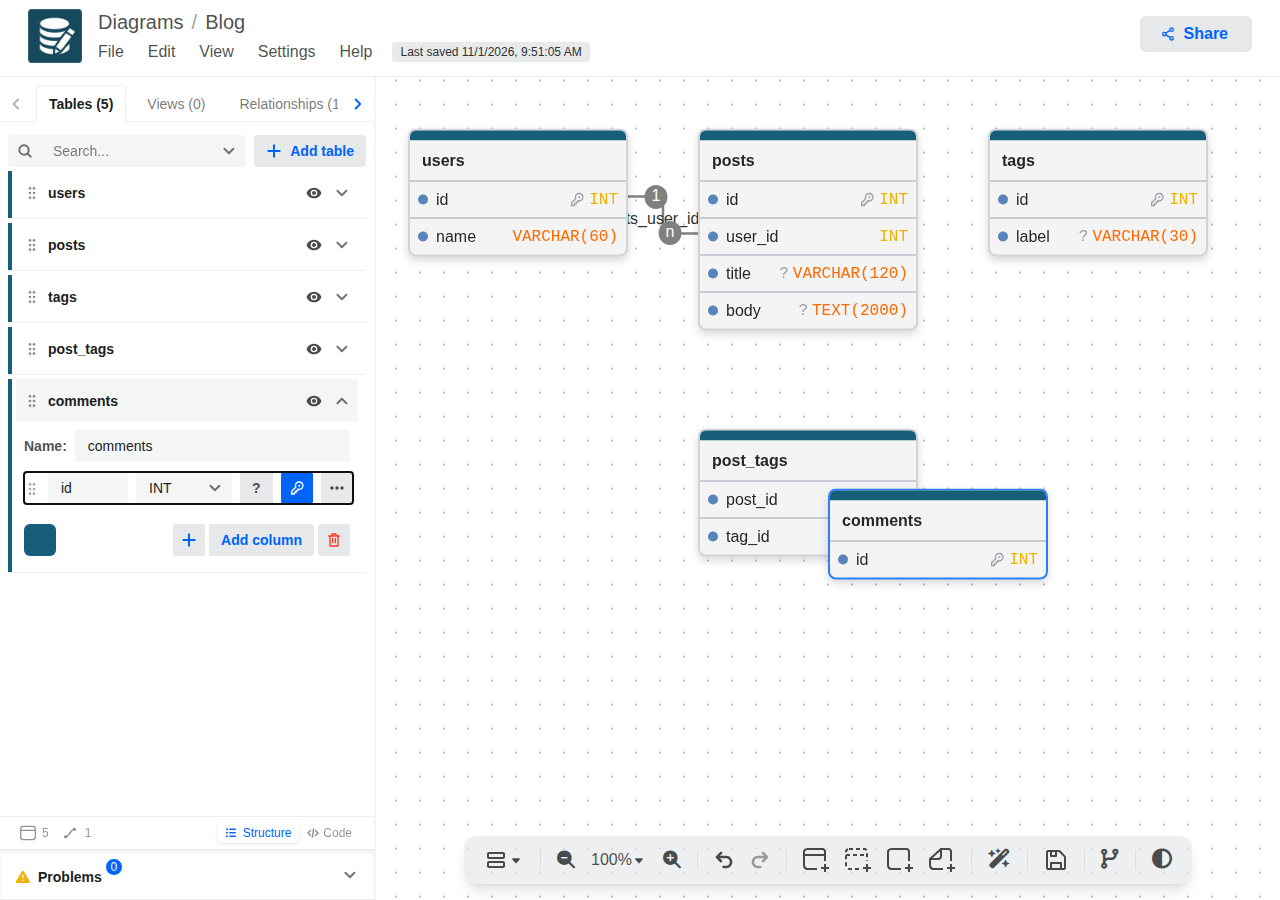 Diagrams / Blog
File Edit View Settings Help Last saved 11/1/2026, 9:51:05 AM
Share
Tables (5) Views (0) Relationships (1
Search... Add table
users
posts
tags
post_tags
comments
Name: comments
id INT ?
Add column
5 1 Structure Code
Problems 0
users
id INT
name VARCHAR(60)
1
ts_user_id
n
posts
id INT
user_id INT
title ? VARCHAR(120)
body ? TEXT(2000)
tags
id INT
label ? VARCHAR(30)
post_tags
post_id
tag_id
comments
id INT
100%